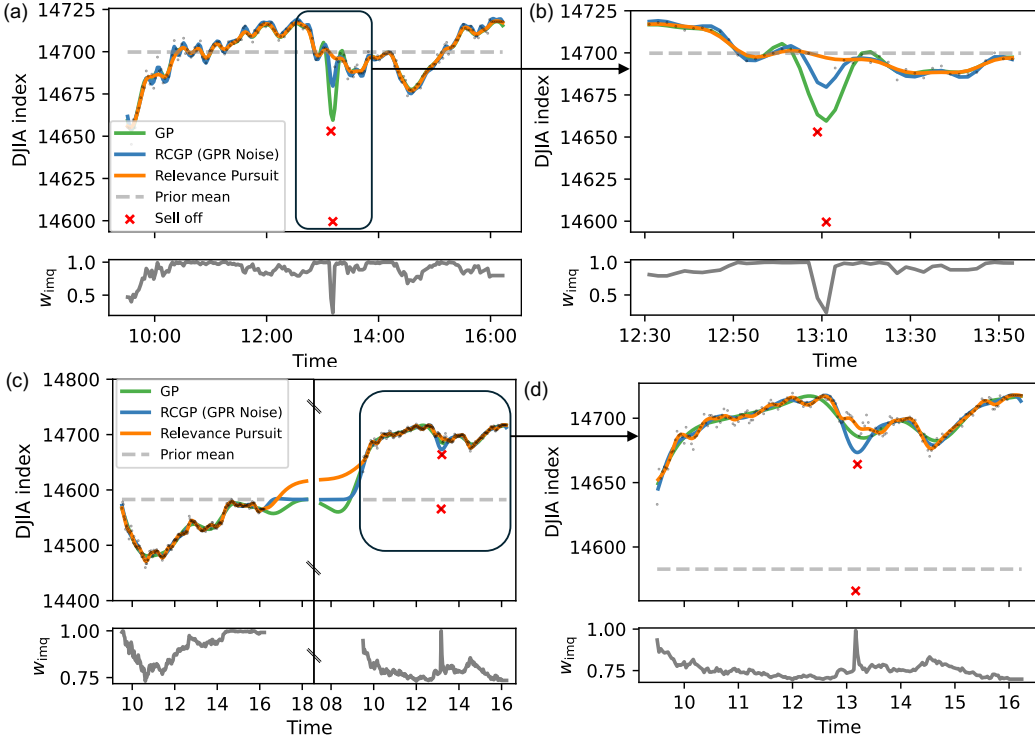 (a)
14725
14700
14675
14650
14625
14600
DJIA index
GP
RCGP (GPR Noise)
Relevance Pursuit
Prior mean
Sell off
1.0
0.5
w_imq
10:00 12:00 14:00 16:00
Time
(b)
14725
14700
14675
14650
14625
14600
DJIA index
1.0
0.5
w_imq
12:30 12:50 13:10 13:30 13:50
Time
(c)
14800
14700
14600
14500
14400
DJIA index
GP
RCGP (GPR Noise)
Relevance Pursuit
Prior mean
1.00
0.75
w_imq
10 12 14 16 18 08 10 12 14 16
Time
(d)
14700
14650
14600
DJIA index
1.00
0.75
w_imq
10 11 12 13 14 15 16
Time